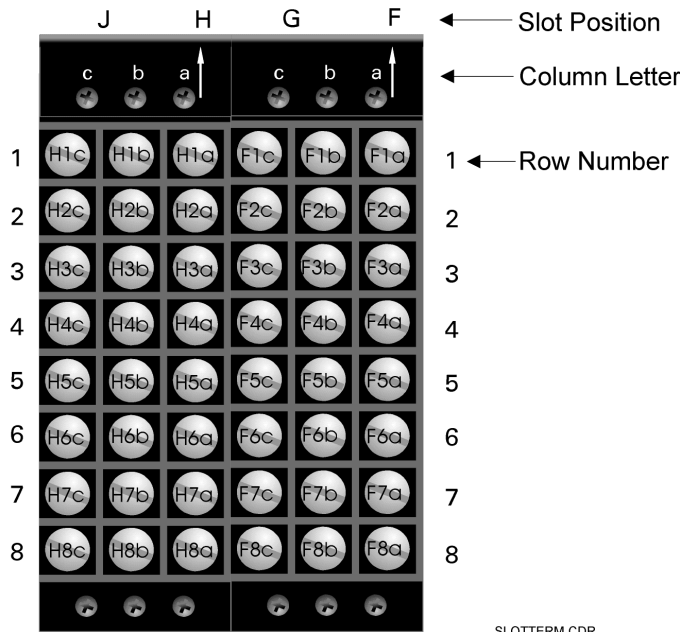 J H G F Slot Position
c b a c b a Column Letter
1 H1c H1b H1a F1c F1b F1a 1 Row Number
2 H2c H2b H2a F2c F2b F2a 2
3 H3c H3b H3a F3c F3b F3a 3
4 H4c H4b H4a F4c F4b F4a 4
5 H5c H5b H5a F5c F5b F5a 5
6 H6c H6b H6a F6c F6b F6a 6
7 H7c H7b H7a F7c F7b F7a 7
8 H8c H8b H8a F8c F8b F8a 8
SLOTTERM.CDR